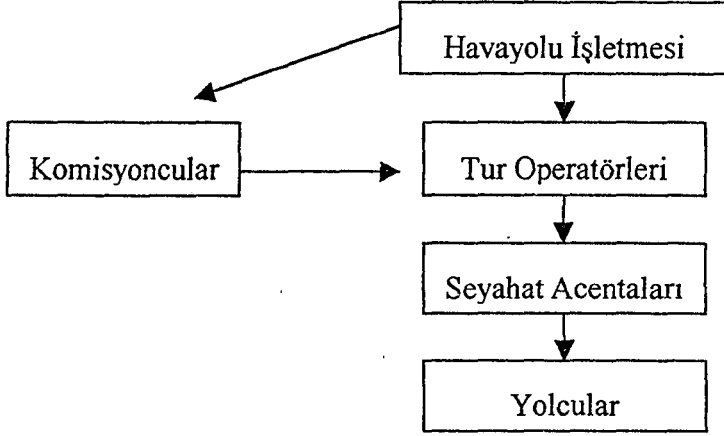 Havayolu İşletmesi
Komisyoncular
Tur Operatörleri
Seyahat Acentaları
Yolcular